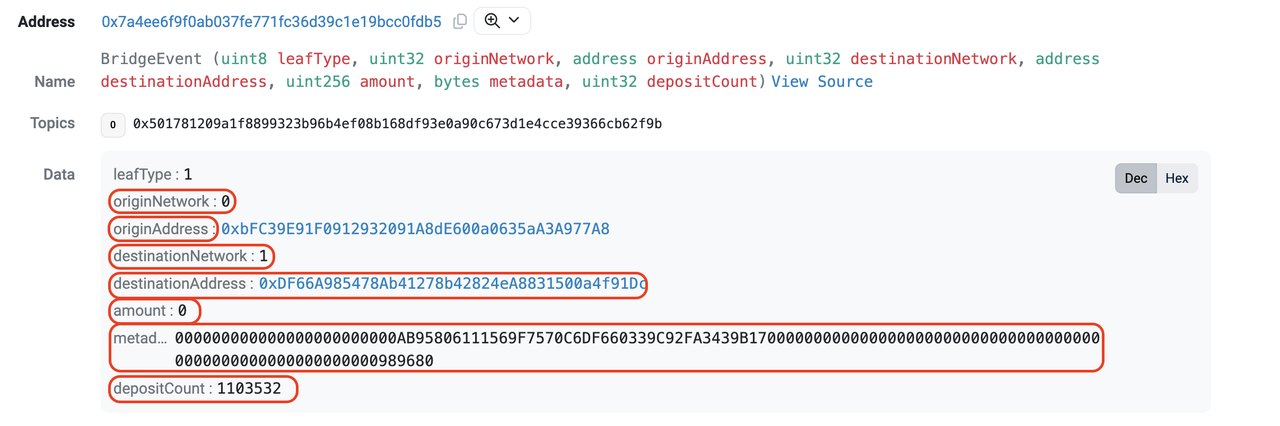 Address 0x7a4ee6f9f0ab037fe771fc36d39c1e19bcc0fdb5
BridgeEvent (uint8 leafType, uint32 originNetwork, address originAddress, uint32 destinationNetwork, address
Name destinationAddress, uint256 amount, bytes metadata, uint32 depositCount) View Source
Topics 0 0x501781209a1f8899323b96b4ef08b168df93e0a90c673d1e4cce39366cb62f9b
Data leafType : 1 Dec Hex
originNetwork : 0
originAddress : 0xbFC39E91F0912932091A8dE600a0635aA3A977A8
destinationNetwork : 1
destinationAddress : 0xDF66A985478Ab41278b42824eA8831500a4f91Dc
amount : 0
metad... 000000000000000000000000AB95806111569F7570C6DF660339C92FA3439B170000000000000000000000000000000000000
000000000000000000000989680
depositCount : 1103532